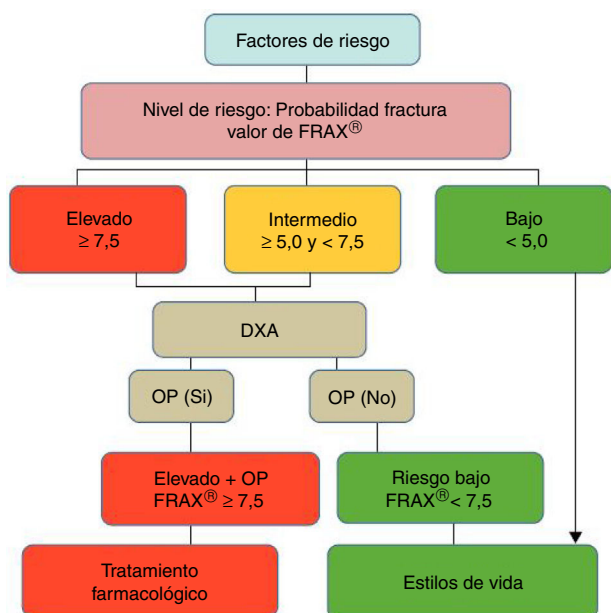 Factores de riesgo
Nivel de riesgo: Probabilidad fractura
valor de FRAX®
Elevado
≥ 7,5
Intermedio
≥ 5,0 y < 7,5
Bajo
< 5,0
DXA
OP (Si)
OP (No)
Elevado + OP
FRAX® ≥ 7,5
Riesgo bajo
FRAX® < 7,5
Tratamiento
farmacológico
Estilos de vida